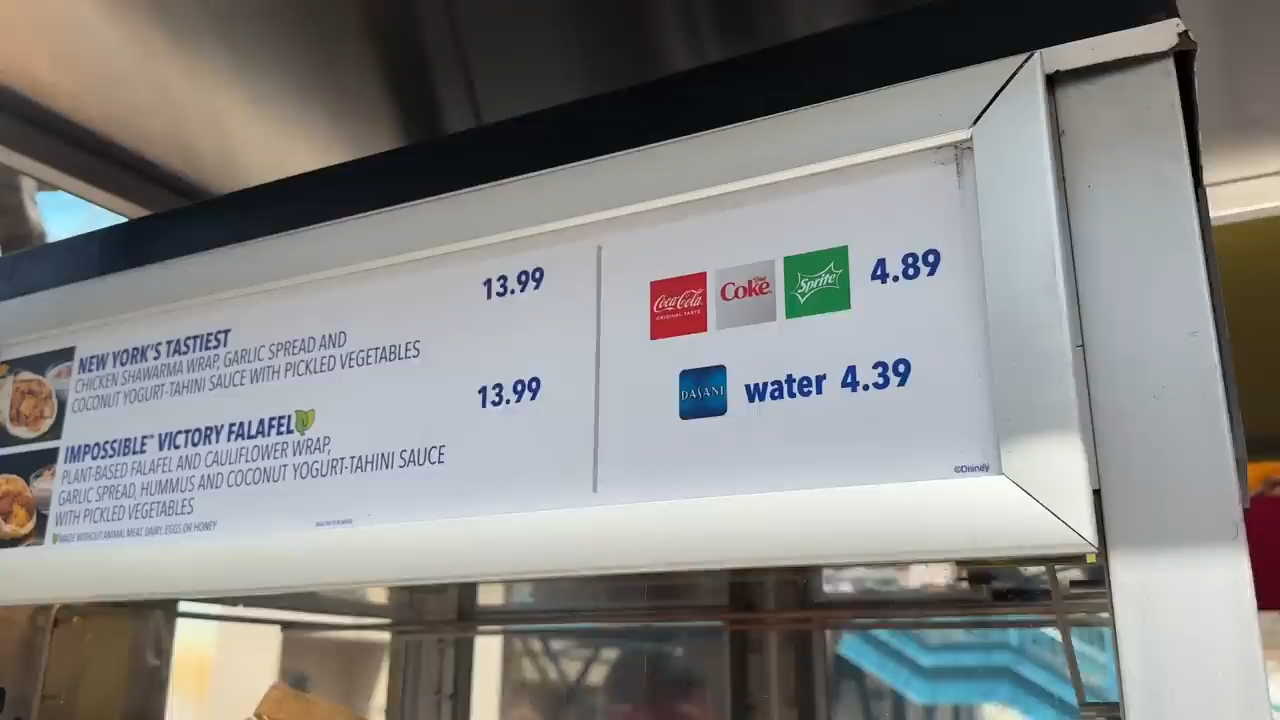 13.99
NEW YORK'S TASTIEST
CHICKEN SHAWARMA WRAP, GARLIC SPREAD AND
COCONUT YOGURT-TAHINI SAUCE WITH PICKLED VEGETABLES
13.99
IMPOSSIBLE™ VICTORY FALAFEL
PLANT-BASED FALAFEL AND CAULIFLOWER WRAP,
GARLIC SPREAD, HUMMUS AND COCONUT YOGURT-TAHINI SAUCE
WITH PICKLED VEGETABLES
MADE WITHOUT ANIMAL MEAT, DAIRY, EGGS OR HONEY
Coca-Cola
ORIGINAL TASTE
Coke
Sprite
4.89
DASANI
water 4.39
©Disney